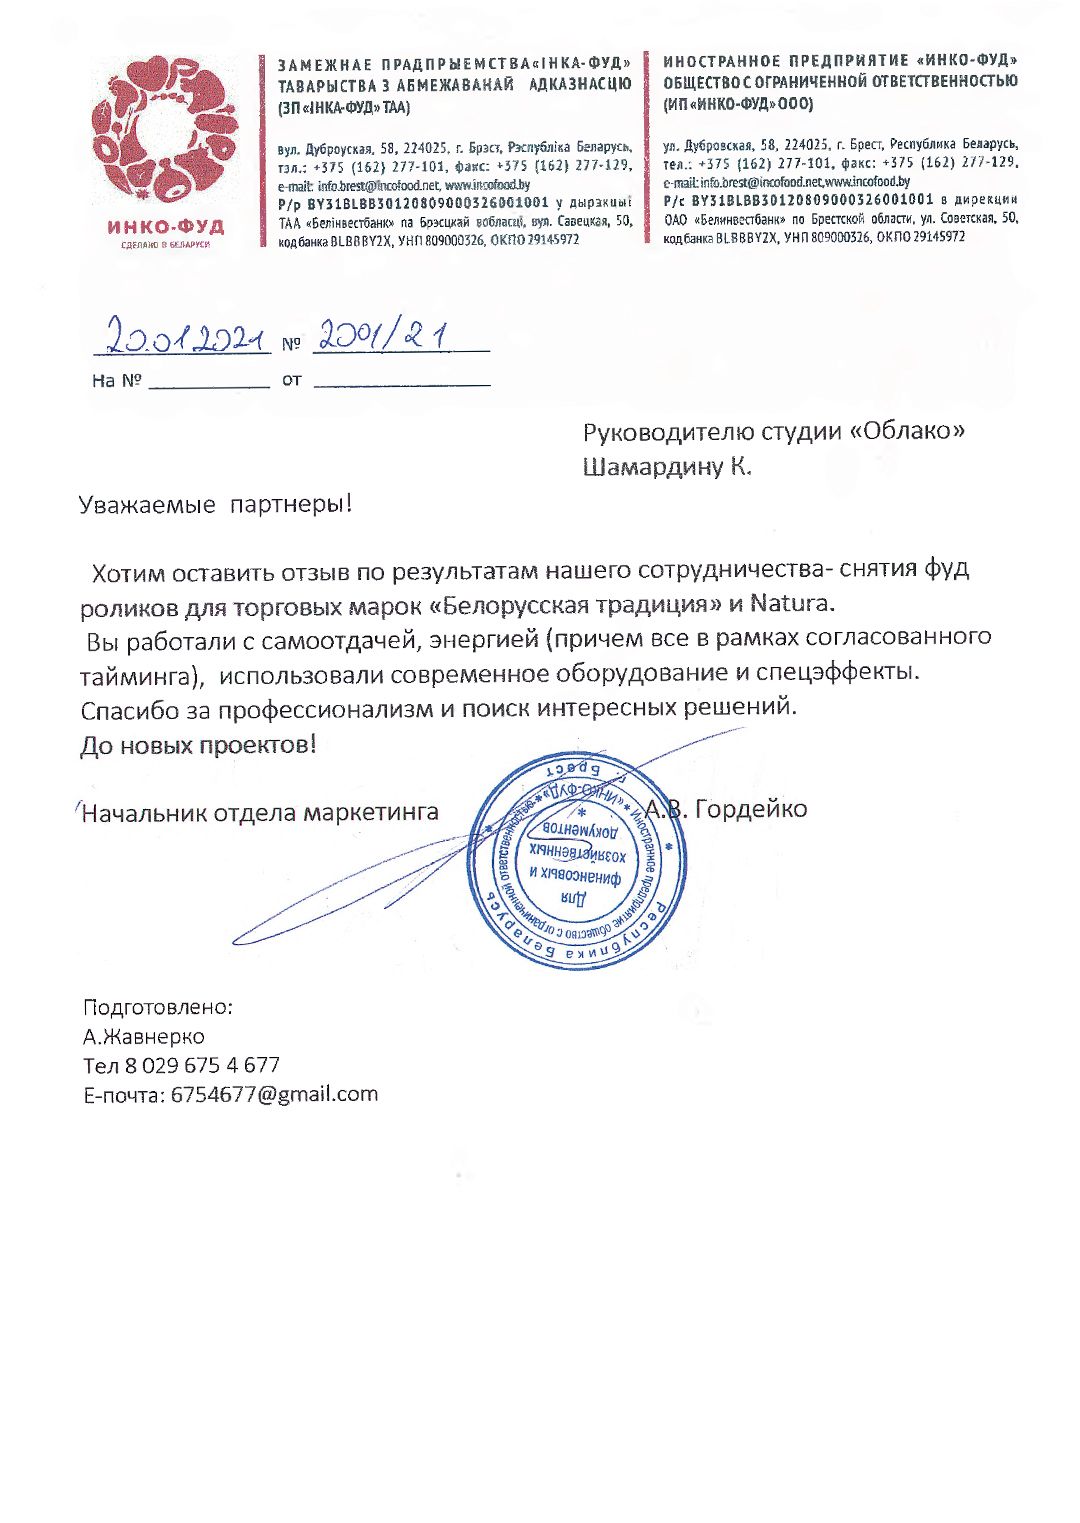 ИНКО-ФУД
СДЕЛАНО В БЕЛАРУСИ
ЗАМЕЖНАЕ ПРАДПРЫЕМСТВА«ІНКА-ФУД»
ТАВАРЫСТВА З АБМЕЖАВАНАЙ АДКАЗНАСЦЮ
(ЗП«ІНКА-ФУД» ТАА)
вул. Дуброуская, 58, 224025, г. Брэст, Рэспубліка Беларусь,
тэл.: +375 (162) 277-101, факс: +375 (162) 277-129,
e-mail: info.brest@incofood.net, www.incofood.by
Р/р BY31BLBB30120809000326001001 у дырэкцыі
ТАА «Белінвестбанк» па Брэсцкай вобласці, вул. Савецкая, 50,
код банка BLBBBY2X, УНП 809000326, ОКПО 29145972
ИНОСТРАННОЕ ПРЕДПРИЯТИЕ «ИНКО-ФУД»
ОБЩЕСТВО С ОГРАНИЧЕННОЙ ОТВЕТСТВЕННОСТЬЮ
(ИП«ИНКО-ФУД» ООО)
ул. Дубровская, 58, 224025, г. Брест, Республика Беларусь,
тел.: +375 (162) 277-101, факс: +375 (162) 277-129,
e-mail: info.brest@incofood.net,www.incofood.by
Р/с BY31BLBB30120809000326001001 в дирекции
ОАО «Белинвестбанк» по Брестской области, ул. Советская, 50,
код банка BLBBBY2X, УНП 809000326, ОКПО 29145972
20.01 2021 № 2001/21
На № ____________ от ____________
Руководителю студии «Облако»
Шамардину К.
Уважаемые партнеры!
Хотим оставить отзыв по результатам нашего сотрудничества- снятия фуд
роликов для торговых марок «Белорусская традиция» и Natura.
Вы работали с самоотдачей, энергией (причем все в рамках согласованного
тайминга), использовали современное оборудование и спецэффекты.
Спасибо за профессионализм и поиск интересных решений.
До новых проектов!
Начальник отдела маркетинга А.В. Гордейко
Республика Беларусь * г. Брест *
Иностранное предприятие общество с ограниченной ответственностью * «ИНКО-ФУД» *
Для
финансовых и
хозяйственных
документов
*
Подготовлено:
А.Жавнерко
Тел 8 029 675 4 677
Е-почта: 6754677@gmail.com